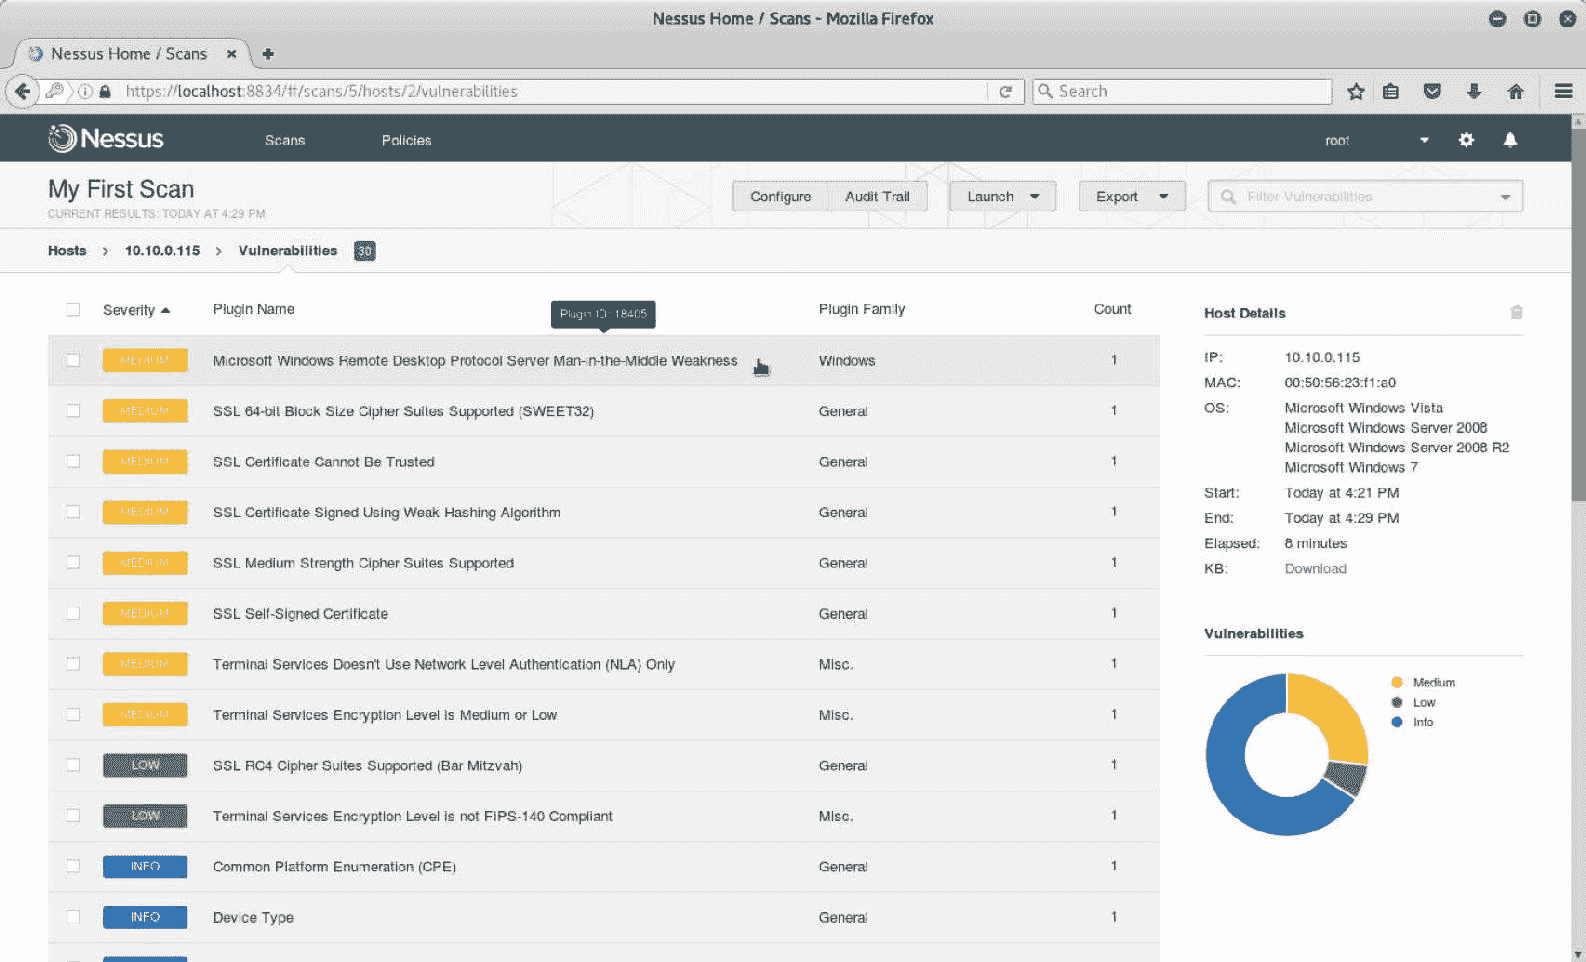 Nessus Home / Scans - Mozilla Firefox
Nessus Home / Scans
https://localhost:8834/#/scans/5/hosts/2/vulnerabilities
Search
Nessus Scans Policies root
My First Scan
CURRENT RESULTS: TODAY AT 4:29 PM
Configure Audit Trail Launch Export Filter Vulnerabilities
Hosts > 10.10.0.115 > Vulnerabilities 30
Severity Plugin Name Plugin Family Count
Plugin ID: 18405
MEDIUM Microsoft Windows Remote Desktop Protocol Server Man-in-the-Middle Weakness Windows 1
MEDIUM SSL 64-bit Block Size Cipher Suites Supported (SWEET32) General 1
MEDIUM SSL Certificate Cannot Be Trusted General 1
MEDIUM SSL Certificate Signed Using Weak Hashing Algorithm General 1
MEDIUM SSL Medium Strength Cipher Suites Supported General 1
MEDIUM SSL Self-Signed Certificate General 1
MEDIUM Terminal Services Doesn't Use Network Level Authentication (NLA) Only Misc. 1
MEDIUM Terminal Services Encryption Level is Medium or Low Misc. 1
LOW SSL RC4 Cipher Suites Supported (Bar Mitzvah) General 1
LOW Terminal Services Encryption Level is not FIPS-140 Compliant Misc. 1
INFO Common Platform Enumeration (CPE) General 1
INFO Device Type General 1
Host Details
IP: 10.10.0.115
MAC: 00:50:56:23:f1:a0
OS: Microsoft Windows Vista
Microsoft Windows Server 2008
Microsoft Windows Server 2008 R2
Microsoft Windows 7
Start: Today at 4:21 PM
End: Today at 4:29 PM
Elapsed: 8 minutes
KB: Download
Vulnerabilities
Medium
Low
Info